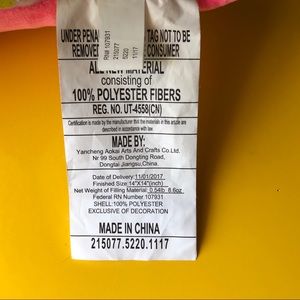 UNDER PENA TAG NOT TO BE
REMOVE CONSUMER
RN# 107931
215077
5220
11/17
ALL NEW MATERIAL
consisting of
100% POLYESTER FIBERS
REG. NO. UT-4558(CN)
Certification is made by the manufacturer that the materials in this article are
described in accordance with law.
MADE BY:
Yancheng Aokai Arts And Crafts Co.Ltd.
Nr 99 South Dongting Road,
Dongtai Jiangsu,China.
Date of Delivery:11/01/2017
Finished Size:14"X14"(inch)
Net Weight of Filling Material: 0.54lb 8.6oz
Federal RN Number 107931
SHELL:100% POLYESTER
EXCLUSIVE OF DECORATION
MADE IN CHINA
215077.5220.1117